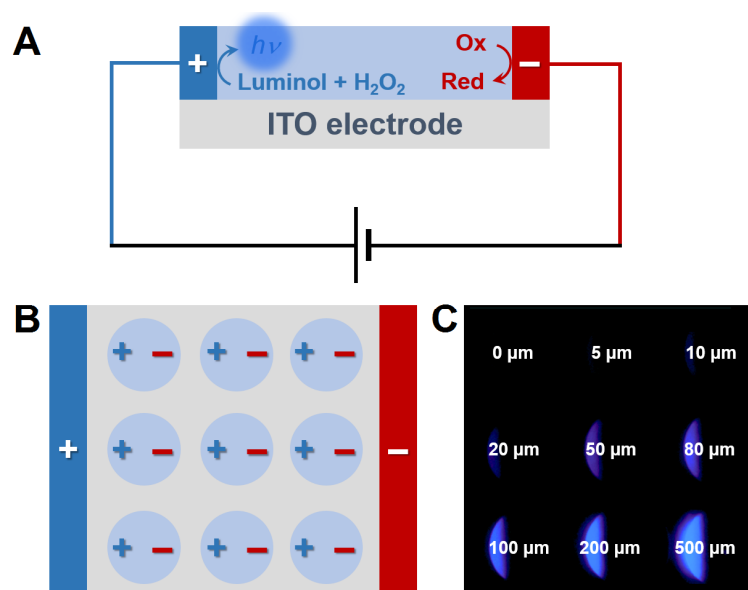 A
hν
Ox
+
−
Luminol + H₂O₂
Red
ITO electrode
B
+ − + − + −
+ + − + − + − −
+ − + − + −
C
0 µm 5 µm 10 µm
20 µm 50 µm 80 µm
100 µm 200 µm 500 µm